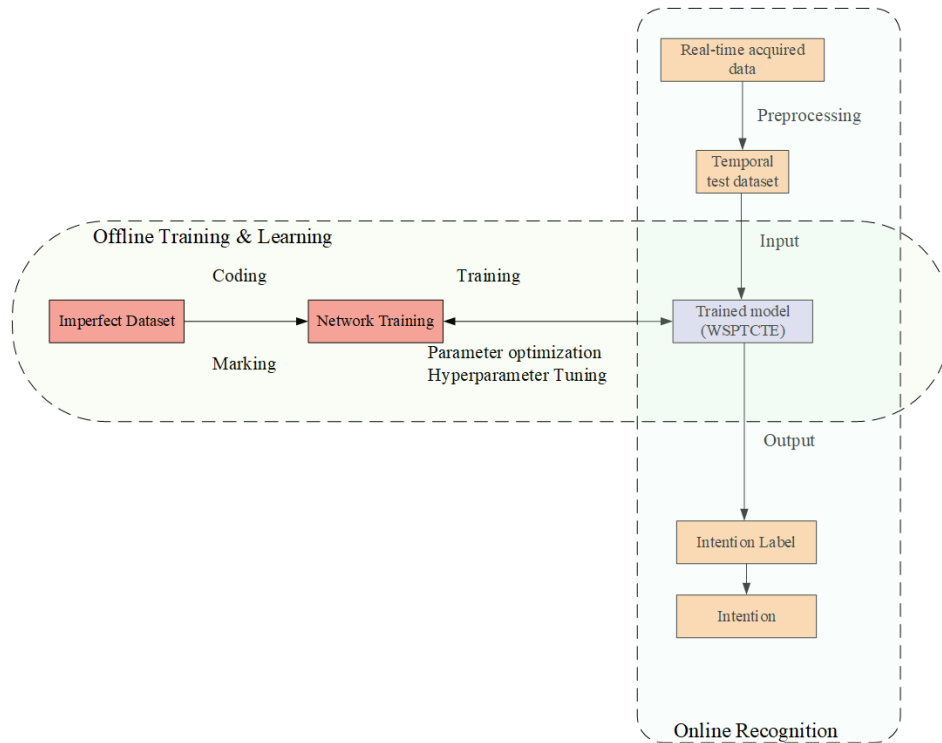 Real-time acquired
data
Preprocessing
Temporal
test dataset
Offline Training & Learning
Input
Coding
Training
Imperfect Dataset
Network Training
Trained model
(WSPTCTE)
Marking
Parameter optimization
Hyperparameter Tuning
Output
Intention Label
Intention
Online Recognition